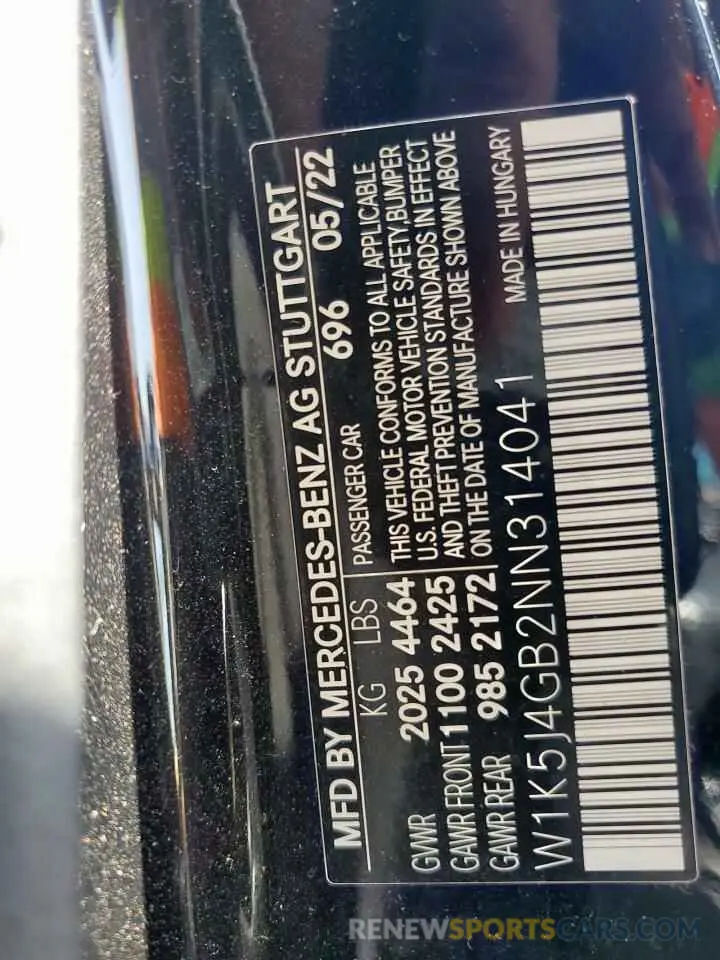 MFD BY MERCEDES-BENZ AG STUTTGART
696 05/22
KG LBS
GVWR 2025 4464
GAWR FRONT 1100 2425
GAWR REAR 985 2172
PASSENGER CAR
THIS VEHICLE CONFORMS TO ALL APPLICABLE
U.S. FEDERAL MOTOR VEHICLE SAFETY, BUMPER
AND THEFT PREVENTION STANDARDS IN EFFECT
ON THE DATE OF MANUFACTURE SHOWN ABOVE
MADE IN HUNGARY
W1K5J4GB2NN314041
RENEWSPORTSCARS.COM